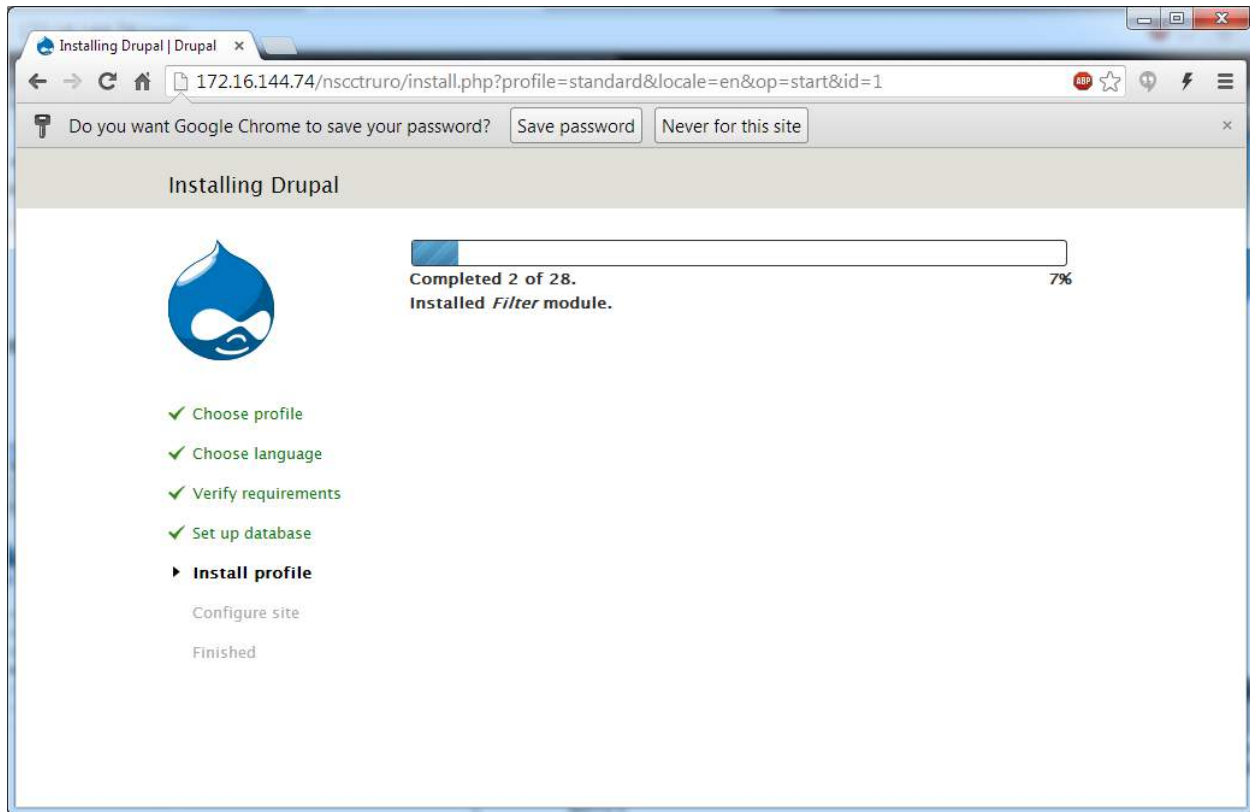 Installing Drupal | Drupal
172.16.144.74/nscctruro/install.php?profile=standard&locale=en&op=start&id=1
ABP
Do you want Google Chrome to save your password? Save password Never for this site
Installing Drupal
Completed 2 of 28. 7%
Installed Filter module.
Choose profile
Choose language
Verify requirements
Set up database
Install profile
Configure site
Finished